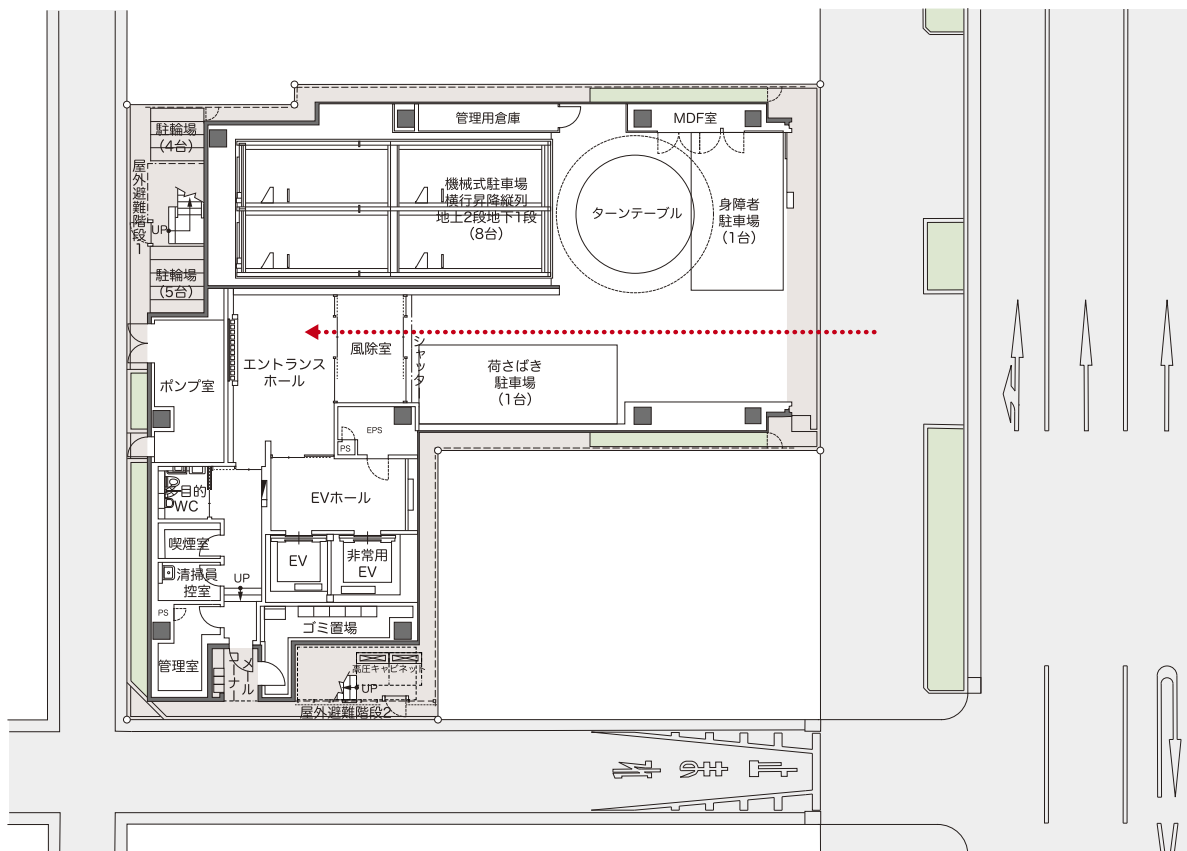 管理用倉庫
MDF室
駐輪場
(4台)
屋外避難階段1
UP
駐輪場
(5台)
機械式駐車場
横行昇降縦列
地上2段地下1段
(8台)
ターンテーブル
身障者
駐車場
(1台)
エントランス
ホール
風除室
シャッター
荷さばき
駐車場
(1台)
ポンプ室
EPS
PS
EVホール
多目的
WC
喫煙室
清掃員
控室
UP
EV
非常用
EV
PS
ゴミ置場
管理室
メール
コーナー
高圧キャビネット
UP
屋外避難階段2
止まれ